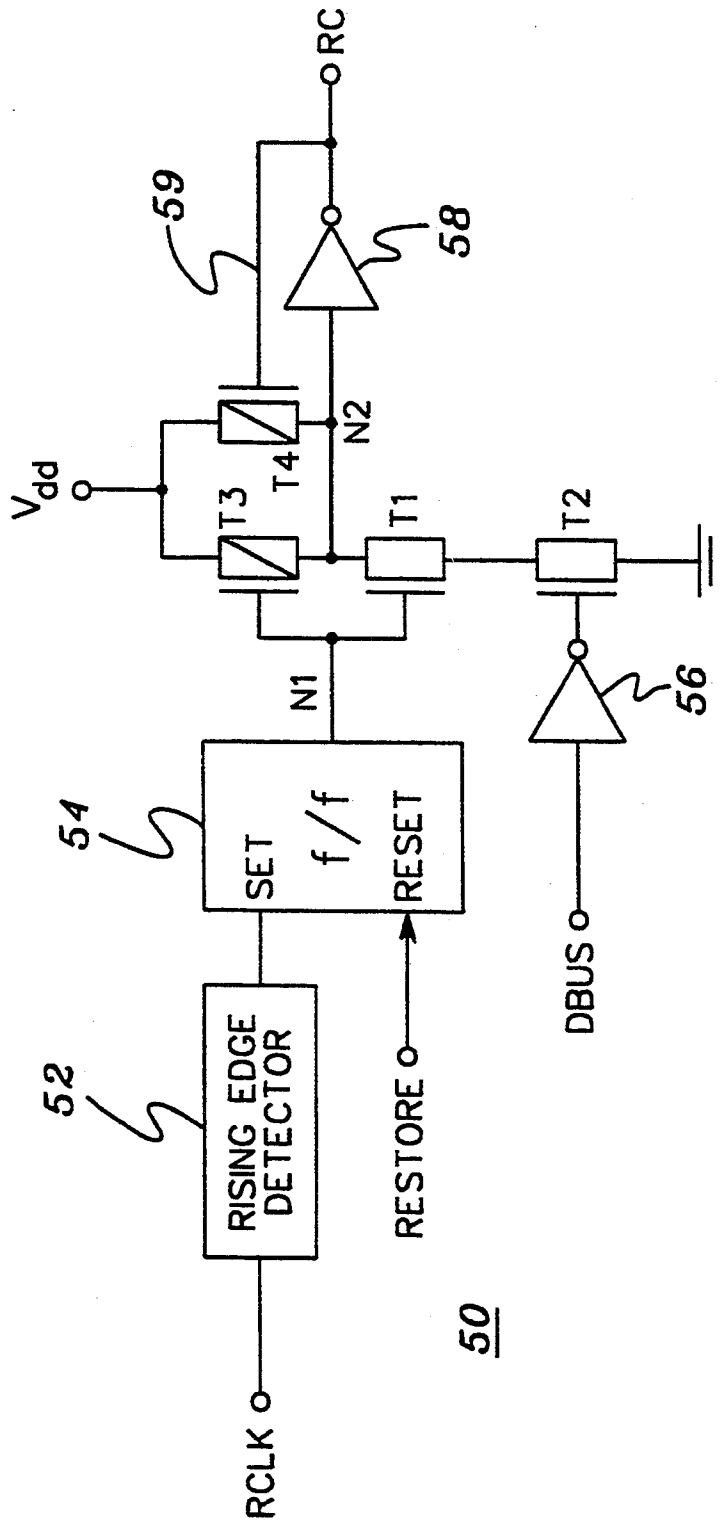 RCLK
52
RISING EDGE
DETECTOR
RESTORE
50
54
SET
f/f
RESET
N1
DBUS
56
Vdd
T3
T4
T1
T2
N2
59
58
RC